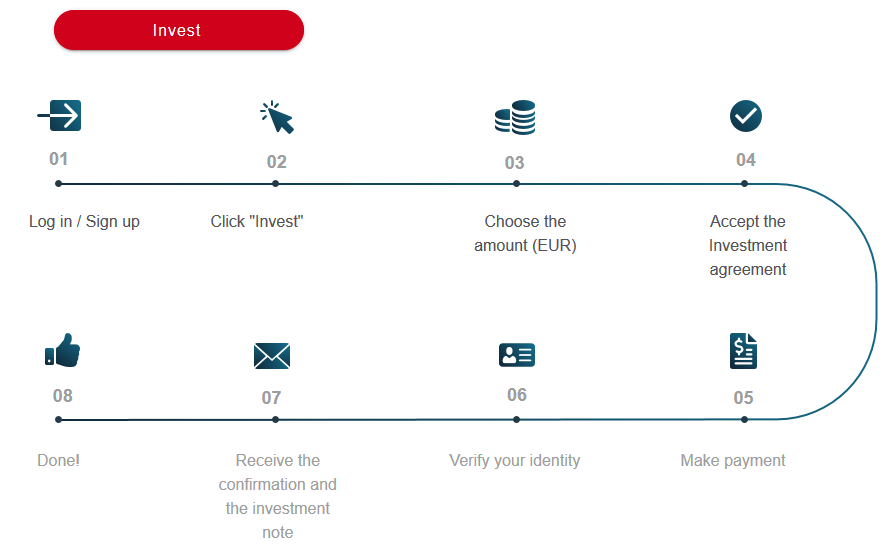 Invest
01
02
03
04
Log in / Sign up
Click "Invest"
Choose the
amount (EUR)
Accept the
Investment
agreement
08
07
06
05
Done!
Receive the
confirmation and
the investment
note
Verify your identity
Make payment